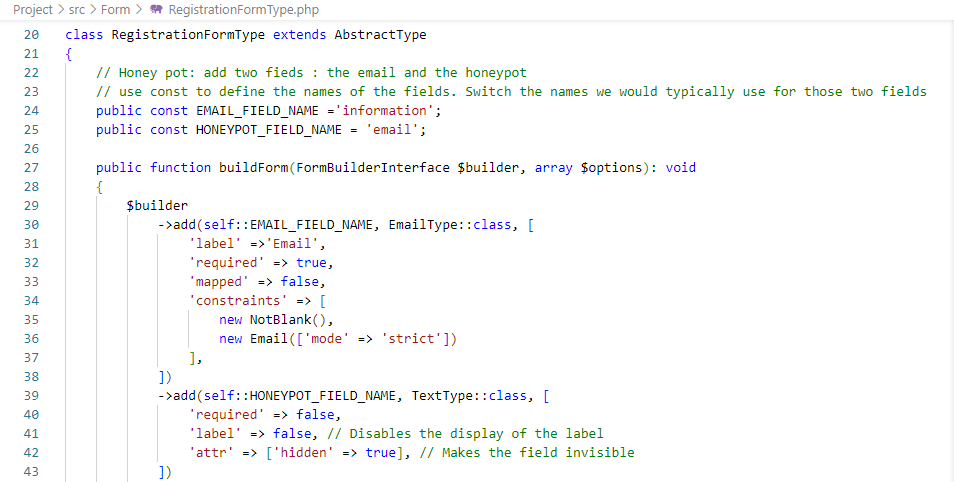 Project > src > Form > RegistrationFormType.php
20 class RegistrationFormType extends AbstractType
21 {
22 // Honey pot: add two fieds : the email and the honeypot
23 // use const to define the names of the fields. Switch the names we would typically use for those two fields
24 public const EMAIL_FIELD_NAME ='information';
25 public const HONEYPOT_FIELD_NAME = 'email';
26
27 public function buildForm(FormBuilderInterface $builder, array $options): void
28 {
29 $builder
30 ->add(self::EMAIL_FIELD_NAME, EmailType::class, [
31 'label' =>'Email',
32 'required' => true,
33 'mapped' => false,
34 'constraints' => [
35 new NotBlank(),
36 new Email(['mode' => 'strict'])
37 ],
38 ])
39 ->add(self::HONEYPOT_FIELD_NAME, TextType::class, [
40 'required' => false,
41 'label' => false, // Disables the display of the label
42 'attr' => ['hidden' => true], // Makes the field invisible
43 ])